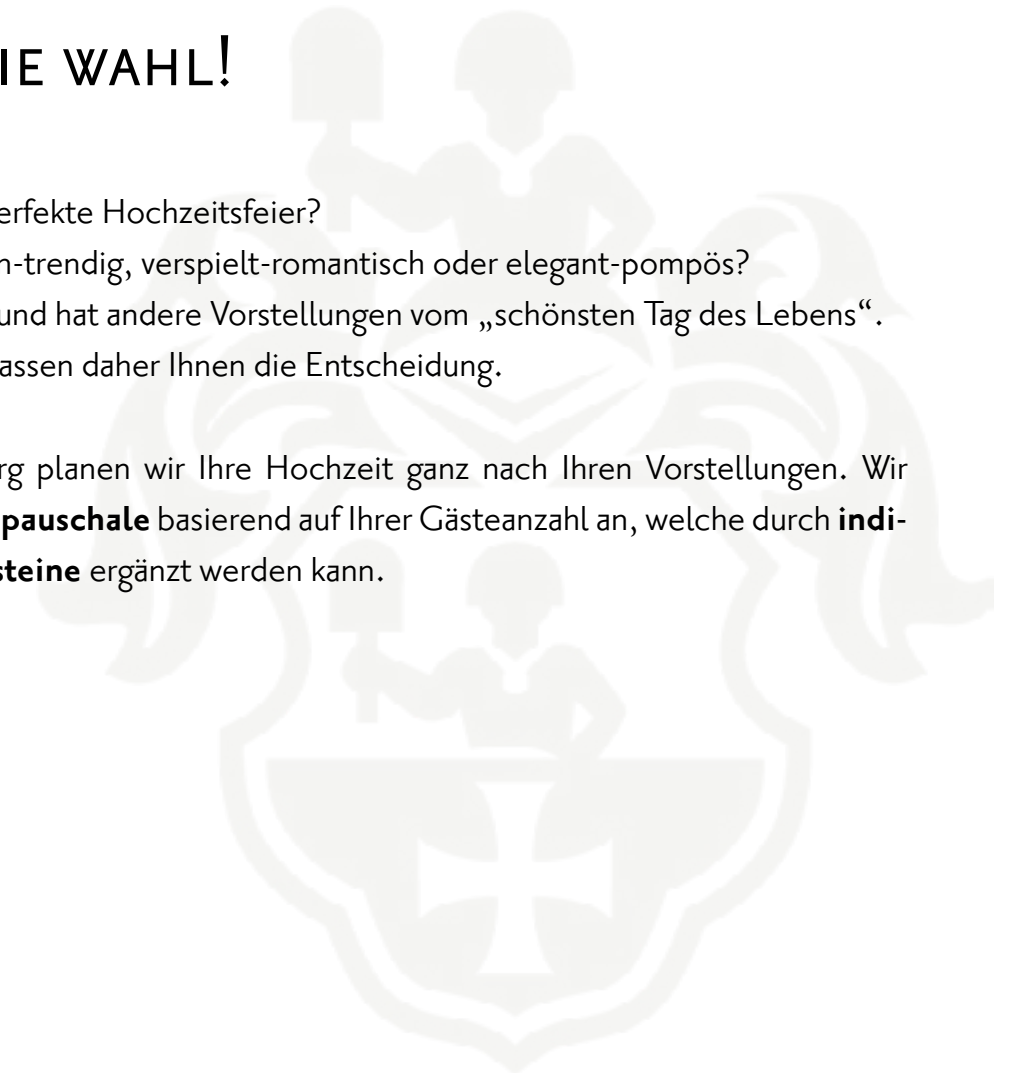 IE WAHL!
erfekte Hochzeitsfeier?
n-trendig, verspielt-romantisch oder elegant-pompös?
und hat andere Vorstellungen vom „schönsten Tag des Lebens“.
assen daher Ihnen die Entscheidung.
rg planen wir Ihre Hochzeit ganz nach Ihren Vorstellungen. Wir
pauschale basierend auf Ihrer Gästeanzahl an, welche durch indi-
steine ergänzt werden kann.